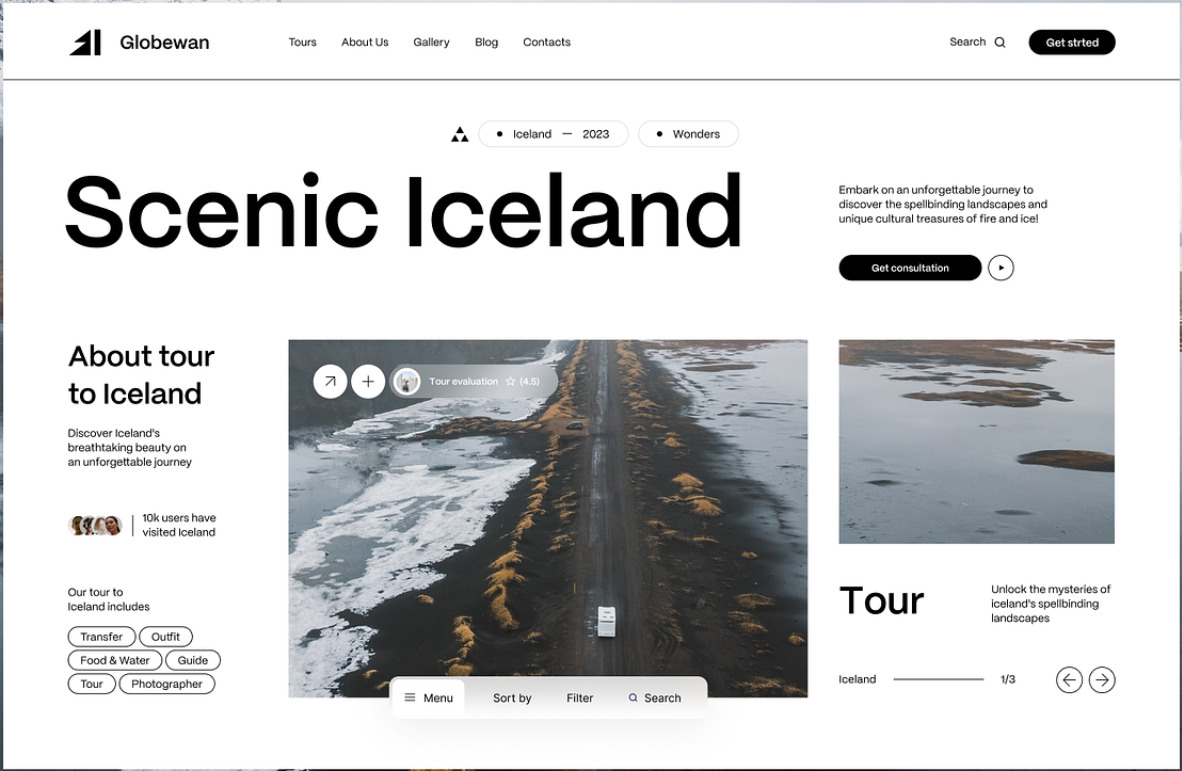 Globewan
Tours
About Us
Gallery
Blog
Contacts
Search
Get strted
Iceland — 2023
Wonders
Scenic Iceland
Embark on an unforgettable journey to
discover the spellbinding landscapes and
unique cultural treasures of fire and ice!
Get consultation
About tour
to Iceland
Discover Iceland's
breathtaking beauty on
an unforgettable journey
10k users have
visited Iceland
Our tour to
Iceland includes
Transfer
Outfit
Food & Water
Guide
Tour
Photographer
Tour evaluation ☆ (4.5)
Menu
Sort by
Filter
Search
Tour
Unlock the mysteries of
iceland's spellbinding
landscapes
Iceland
1/3